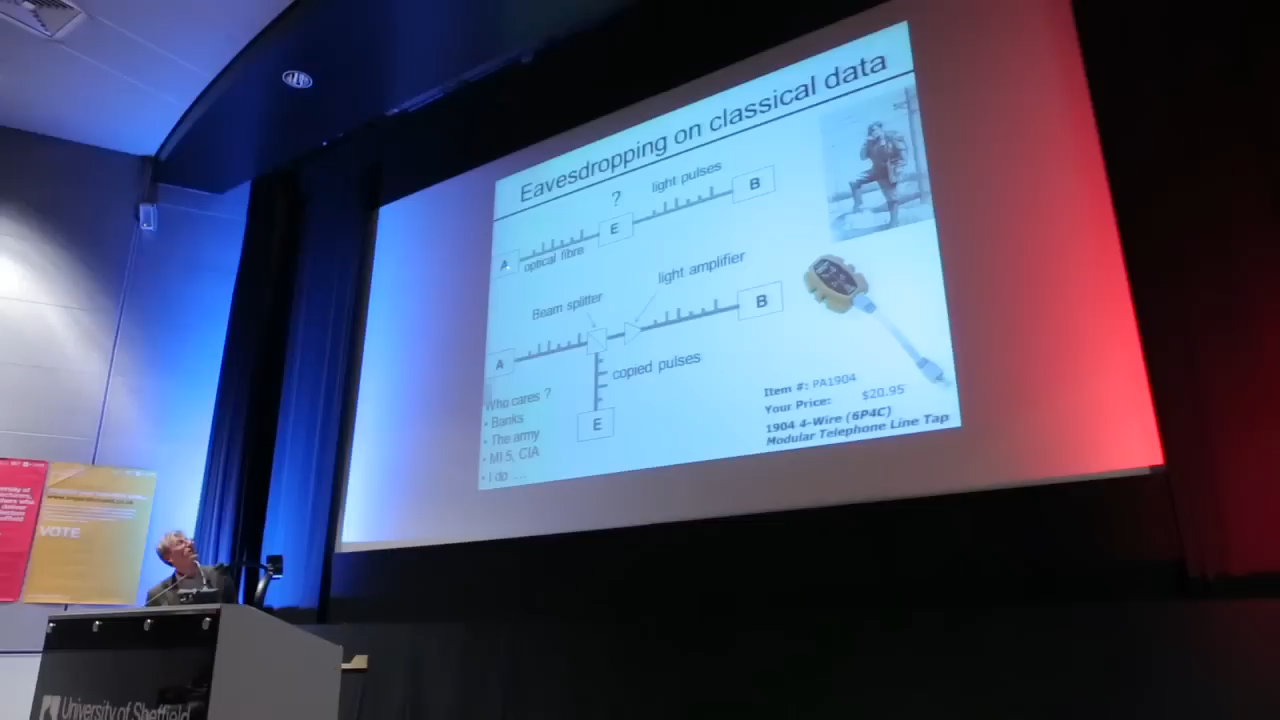 Eavesdropping on classical data
?
light pulses
B
E
A
optical fibre
light amplifier
Beam splitter
B
A
copied pulses
E
Who cares ?
• Banks
• The army
• MI 5, CIA
• I do ....
Item #: PA1904
Your Price: $20.95
1904 4-Wire (6P4C)
Modular Telephone Line Tap
VOTE
University of Sheffield